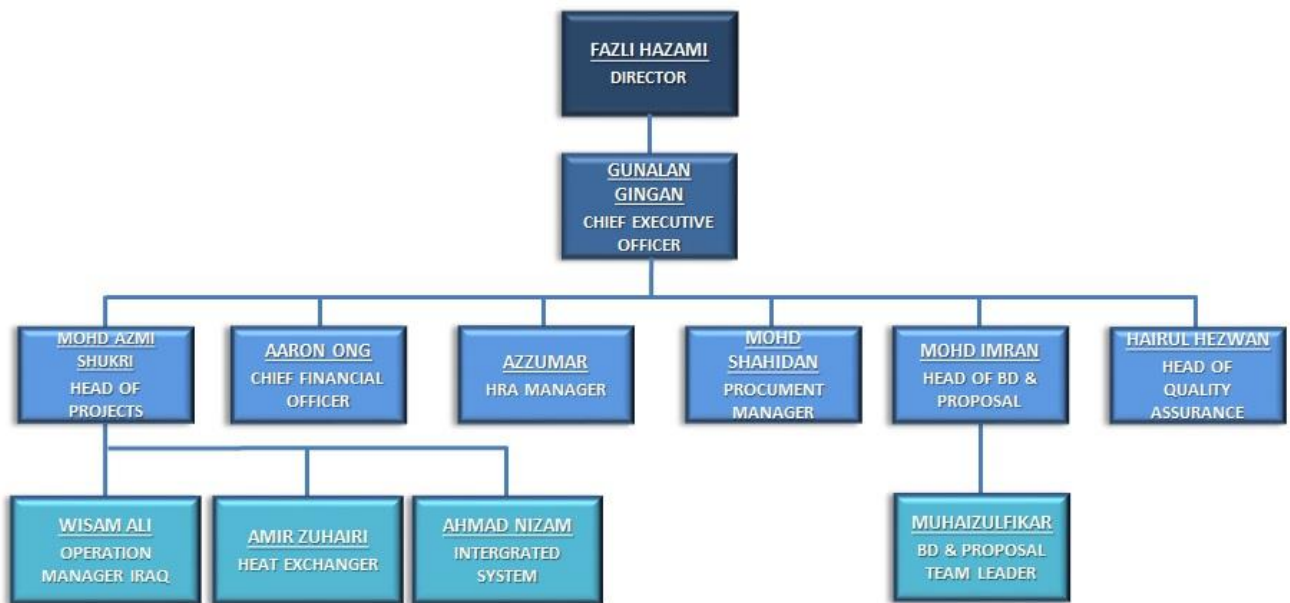 FAZLI HAZAMI
DIRECTOR
GUNALAN
GINGAN
CHIEF EXECUTIVE
OFFICER
MOHD AZMI
SHUKRI
HEAD OF
PROJECTS
AARON ONG
CHIEF FINANCIAL
OFFICER
AZZUMAR
HRA MANAGER
MOHD
SHAHIDAN
PROCUMENT
MANAGER
MOHD IMRAN
HEAD OF BD &
PROPOSAL
HAIRUL HEZWAN
HEAD OF
QUALITY
ASSURANCE
WISAM ALI
OPERATION
MANAGER IRAQ
AMIR ZUHAIRI
HEAT EXCHANGER
AHMAD NIZAM
INTERGRATED
SYSTEM
MUHAIZULFIKAR
BD & PROPOSAL
TEAM LEADER